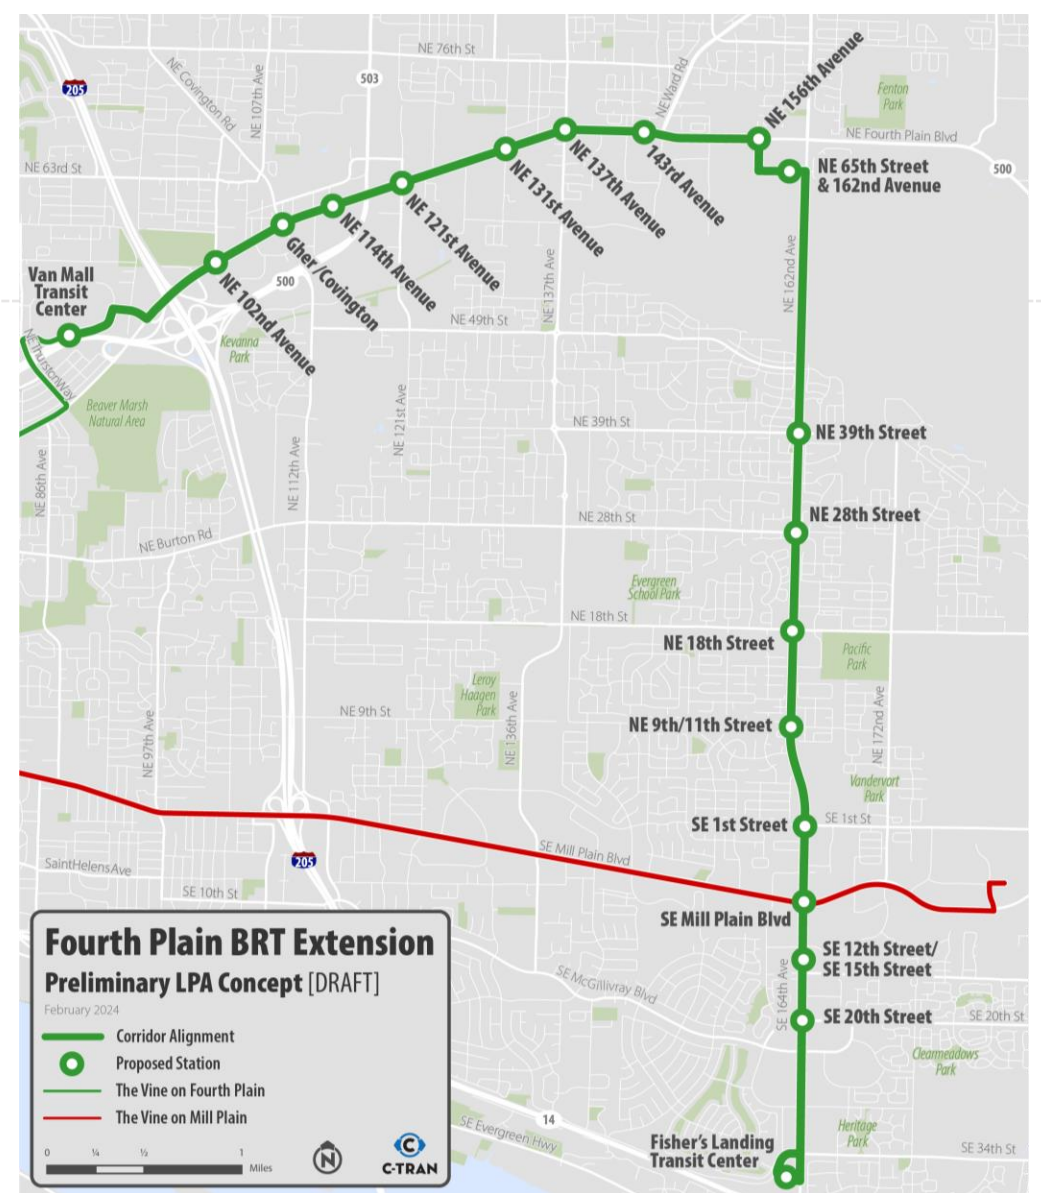 NE 76th St
NE 156th Avenue
205
503
NE Covington Rd
NE 107th Ave
NE Ward Rd
Fenton
Park
NE Fourth Plain Blvd
NE 63rd St
500
NE 65th Street
& 162nd Avenue
143rd Avenue
NE 137th Avenue
NE 131st Avenue
NE 121st Avenue
NE 114th Avenue
Gher/Covington
NE 102nd Avenue
Van Mall
Transit
Center
500
NE 162nd Ave
NE 137th Ave
NE 49th St
Kevanna
Park
NE Thurston Way
Beaver Marsh
Natural Area
NE 121st Ave
NE 39th St
NE 39th Street
NE 86th Ave
NE 112th Ave
NE 28th St
NE 28th Street
NE Burton Rd
Evergreen
School Park
NE 18th St
NE 18th Street
Pacific
Park
Leroy
Haagen
Park
NE 9th St
NE 136th Ave
NE 9th/11th Street
NE 172nd Ave
NE 97th Ave
Vandervort
Park
SE 1st Street
SE 1st St
SE Mill Plain Blvd
205
Saint Helens Ave
SE 10th St
SE Mill Plain Blvd
SE 12th Street/
SE 15th Street
SE McGillivray Blvd
SE 164th Ave
SE 20th Street
SE 20th St
Clearmeadows
Park
14
SE Evergreen Hwy
Fisher's Landing
Transit Center
Heritage
Park
SE 34th St
Fourth Plain BRT Extension
Preliminary LPA Concept [DRAFT]
February 2024
Corridor Alignment
Proposed Station
The Vine on Fourth Plain
The Vine on Mill Plain
0 ¼ ½ 1
Miles
N
C
C-TRAN